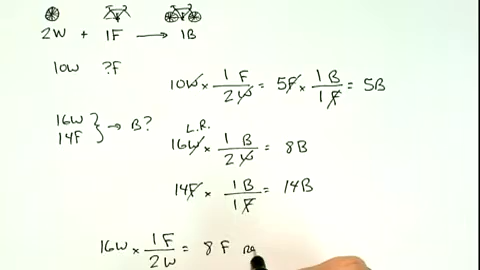 2W + 1F → 1B
10W ?F
10W × 1F/2W = 5F × 1B/1F = 5B
16W
14F } → B?
L.R.
16W × 1B/2W = 8B
14F × 1B/1F = 14B
16W × 1F/2W = 8F